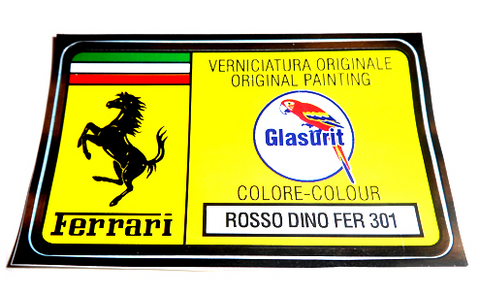 VERNICIATURA ORIGINALE
ORIGINAL PAINTING
Glasurit
COLORE-COLOUR
ROSSO DINO FER 301
Ferrari